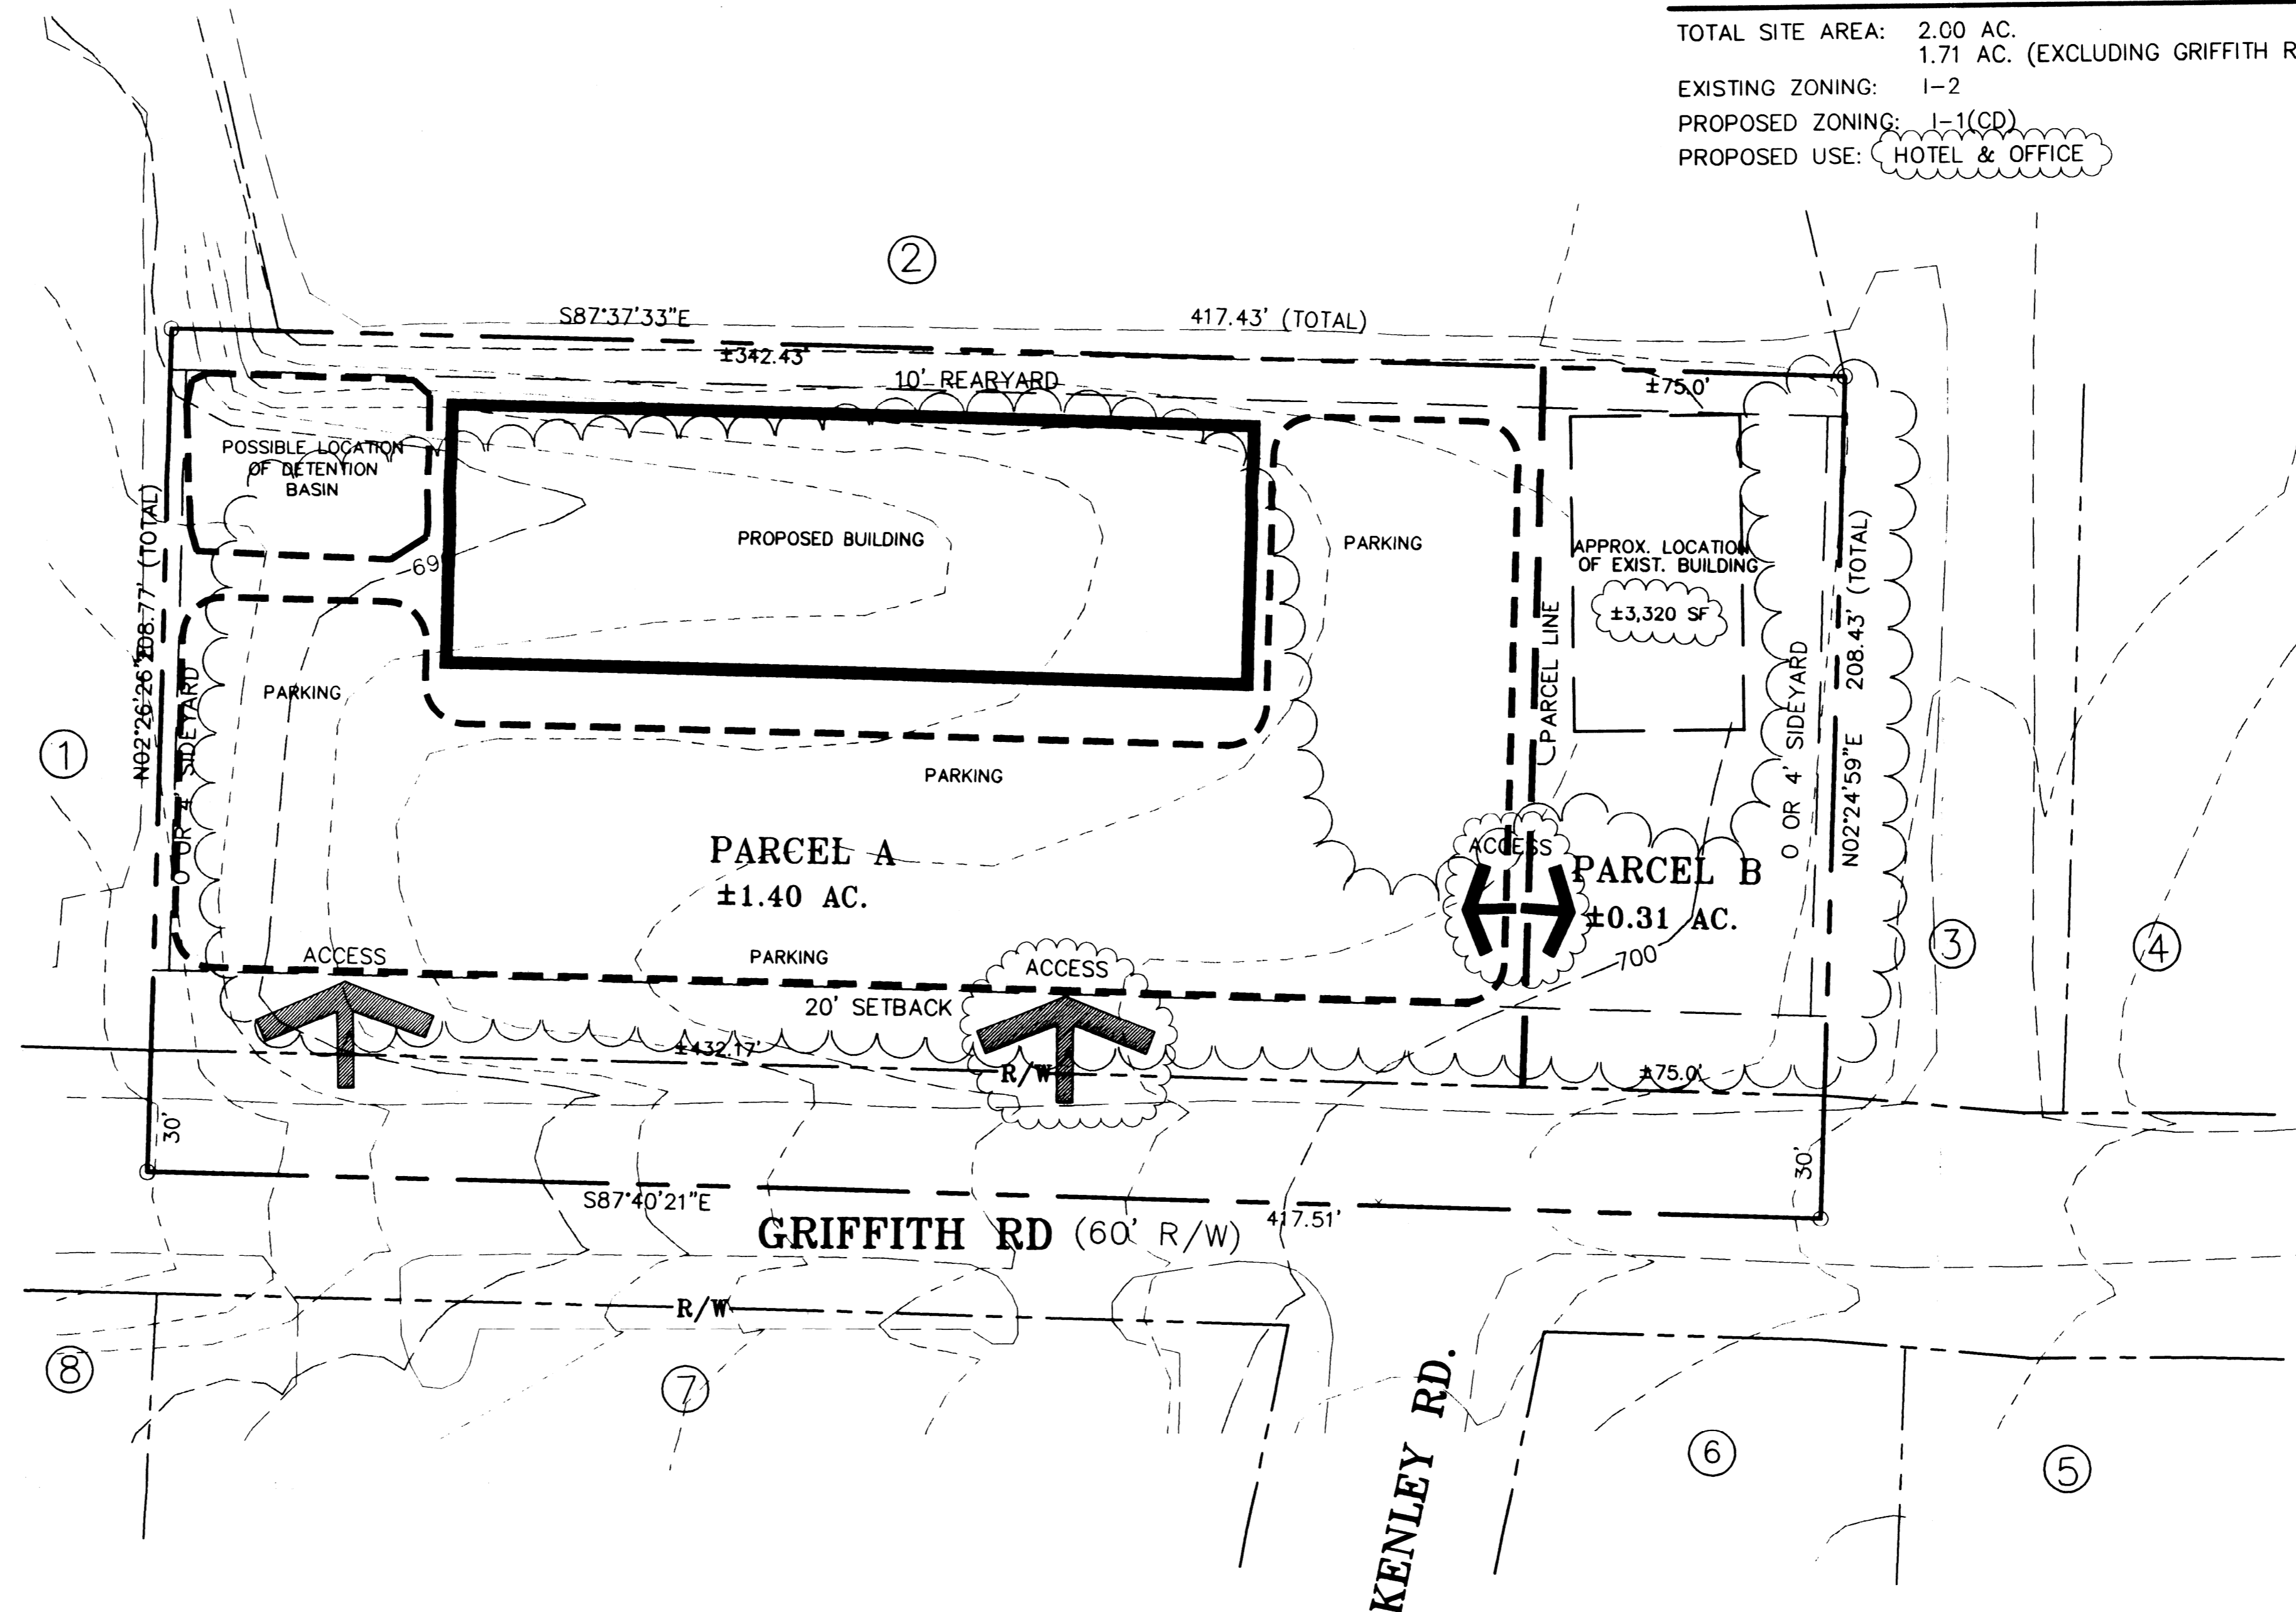 TOTAL SITE AREA: 2.00 AC.
1.71 AC. (EXCLUDING GRIFFITH R
EXISTING ZONING: I-2
PROPOSED ZONING: I-1(CD)
PROPOSED USE: HOTEL & OFFICE
2
S87°37'33"E
417.43' (TOTAL)
±342.43'
10' REARYARD
±75.0'
POSSIBLE LOCATION
OF DETENTION
BASIN
PROPOSED BUILDING
PARKING
APPROX. LOCATION
OF EXIST. BUILDING
±3,320 SF
69
PARKING
PARCEL LINE
N02°26'26"E 208.77' (TOTAL)
0 OR 4' SIDEYARD
0 OR 4' SIDEYARD
N02°24'59"E 208.43' (TOTAL)
1
PARKING
PARCEL A
±1.40 AC.
ACCESS
PARCEL B
±0.31 AC.
700
3
4
ACCESS
PARKING
ACCESS
20' SETBACK
±432.17'
R/W
±75.0'
30'
30'
S87°40'21"E
417.51'
GRIFFITH RD (60' R/W)
R/W
8
7
KENLEY RD.
6
5